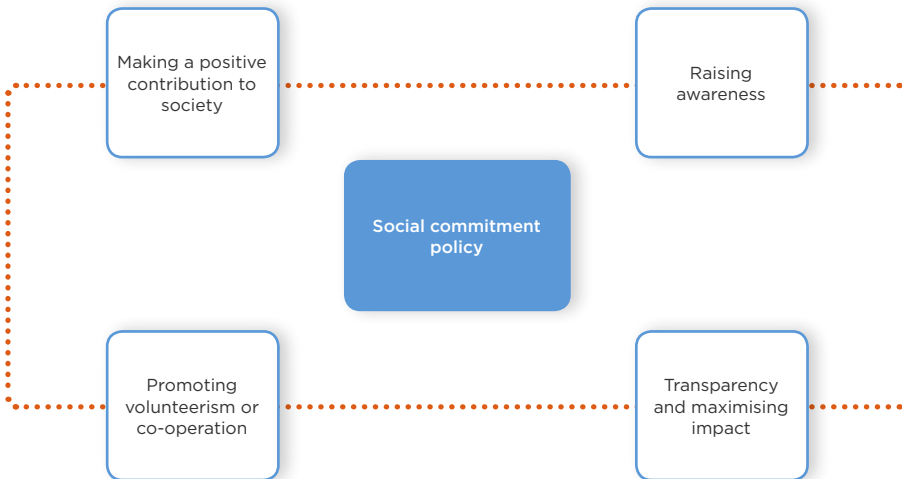 Making a positive
contribution to
society
Raising
awareness
Social commitment
policy
Promoting
volunteerism or
co-operation
Transparency
and maximising
impact